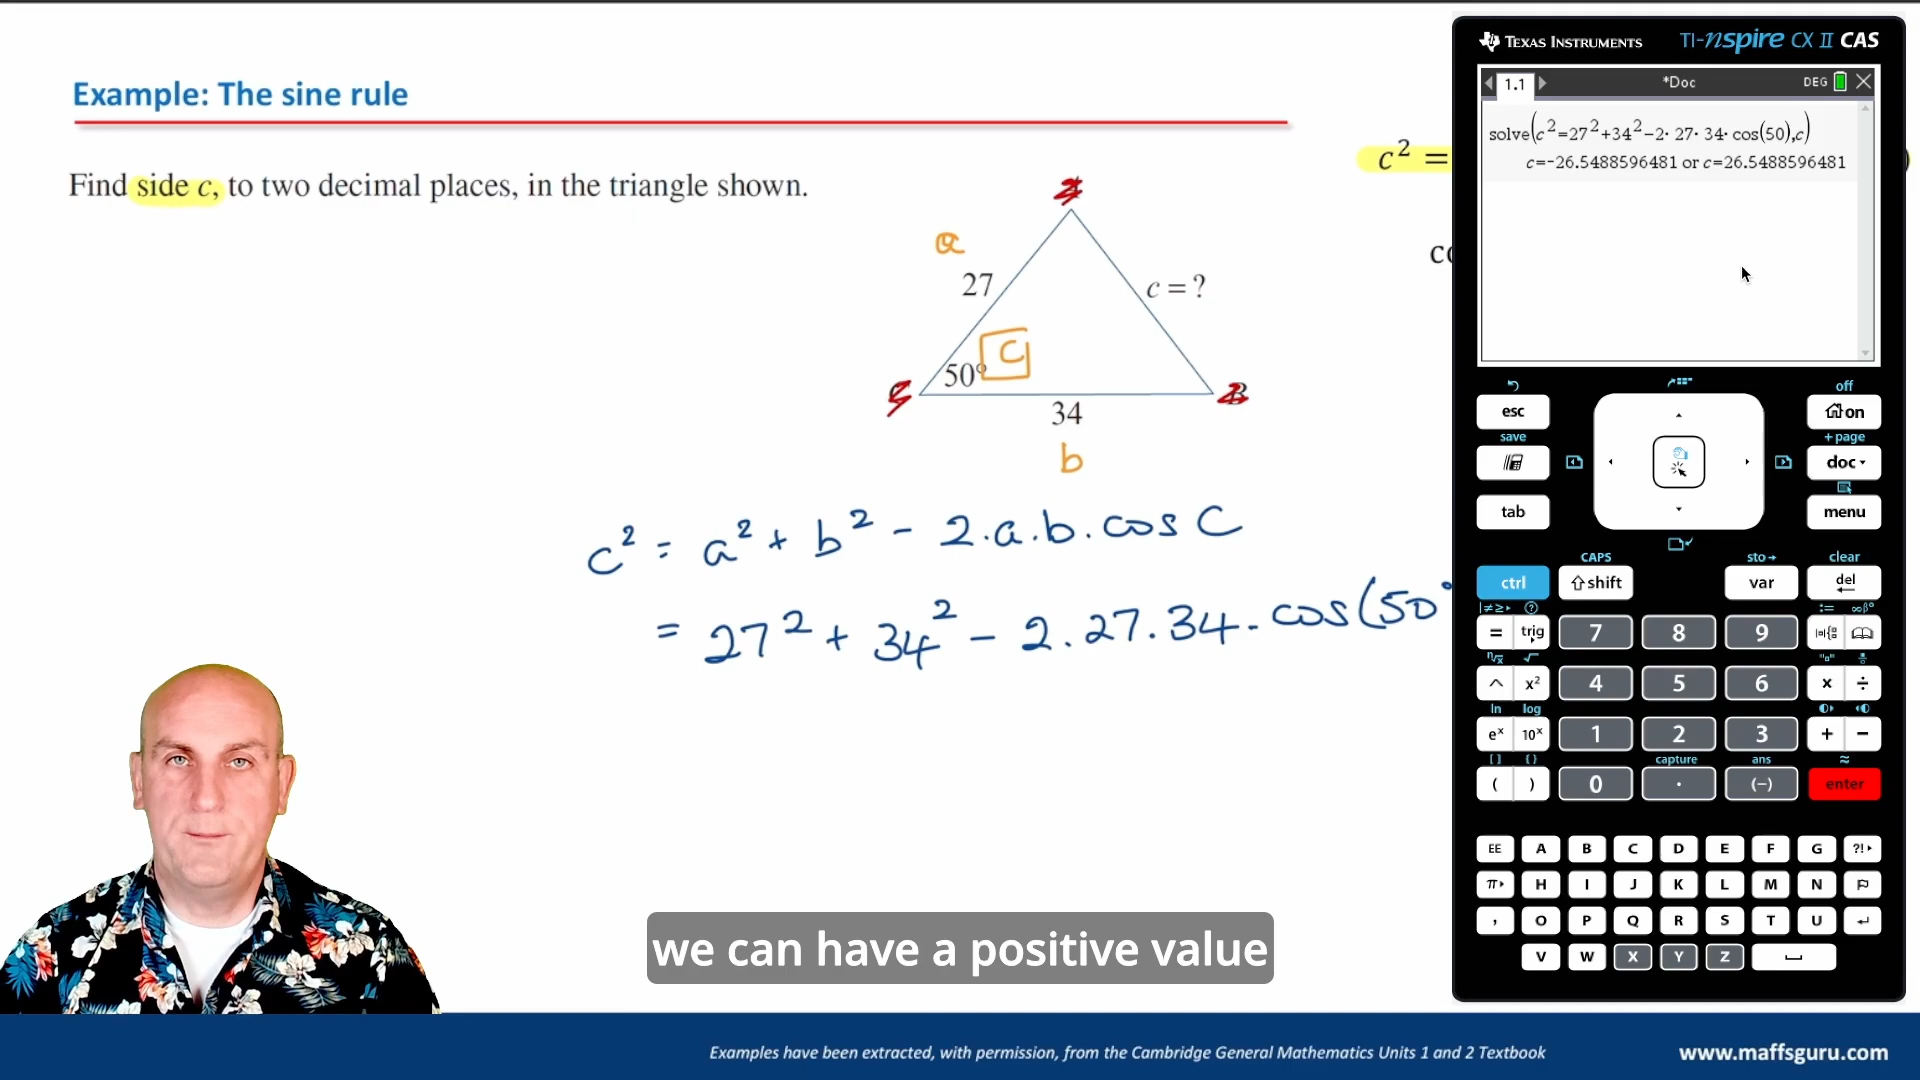 Example: The sine rule
Find side c, to two decimal places, in the triangle shown.
c² =
a
27
c = ?
C
50°
34
b
c² = a² + b² - 2.a.b.cos C
= 27² + 34² - 2.27.34.cos(50°
we can have a positive value
Examples have been extracted, with permission, from the Cambridge General Mathematics Units 1 and 2 Textbook
www.maffsguru.com
TEXAS INSTRUMENTS TI-nspire CX II CAS
1.1 *Doc DEG
solve(c²=27²+34²-2·27·34·cos(50),c)
c=-26.5488596481 or c=26.5488596481
off
esc on
save + page
doc
tab menu
CAPS sto→ clear
ctrl shift var del
|≠≥▸ ? := ∞β°
= trig 7 8 9
ⁿ√x √ "□" 
^ x² 4 5 6 × ÷
ln log
eˣ 10ˣ 1 2 3 + −
[ ] { } capture ans ≈
( ) 0 . (−) enter
EE A B C D E F G ?!▸
π▸ H I J K L M N
, O P Q R S T U ↵
V W X Y Z